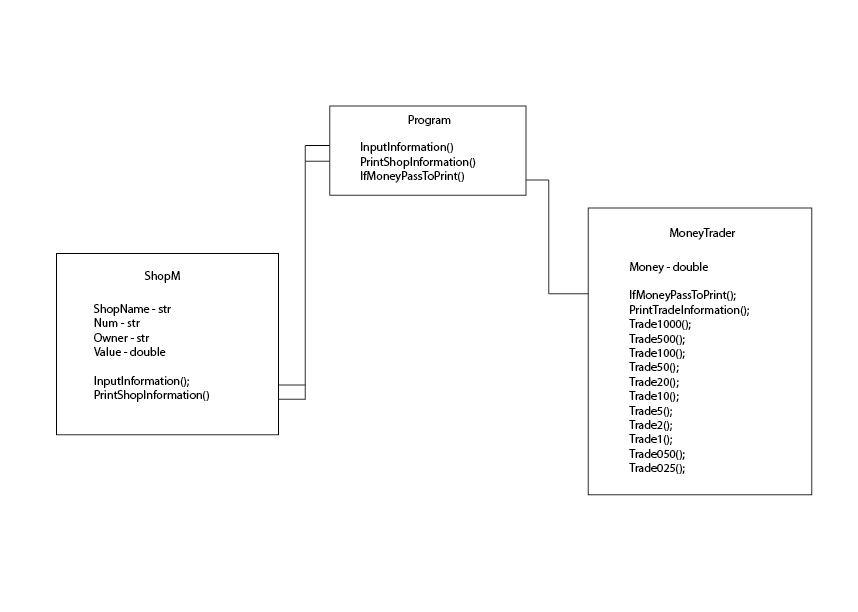 Program
InputInformation()
PrintShopInformation()
IfMoneyPassToPrint()
MoneyTrader
Money - double
IfMoneyPassToPrint();
PrintTradeInformation();
Trade1000();
Trade500();
Trade100();
Trade50();
Trade20();
Trade10();
Trade5();
Trade2();
Trade1();
Trade050();
Trade025();
ShopM
ShopName - str
Num - str
Owner - str
Value - double
InputInformation();
PrintShopInformation()